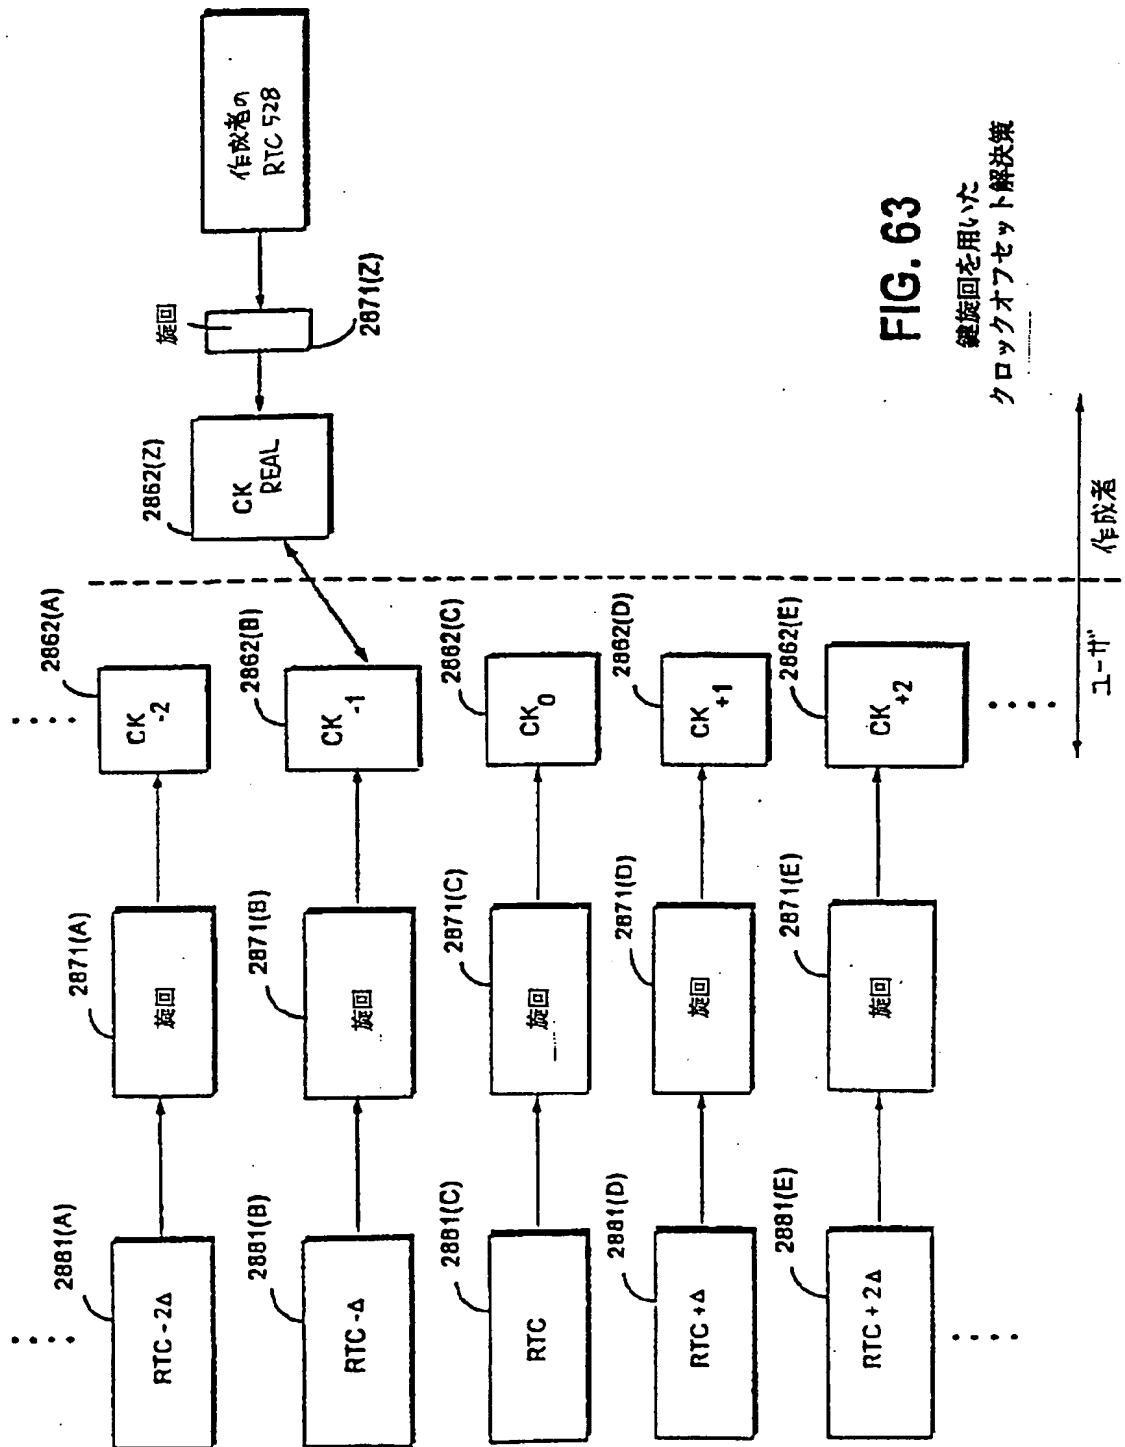 2881(A)
RTC - 2Δ
2871(A)
旋回
2862(A)
CK -2
2881(B)
RTC -Δ
2871(B)
旋回
2862(B)
CK -1
2881(C)
RTC
2871(C)
旋回
2862(C)
CK 0
2881(D)
RTC +Δ
2871(D)
旋回
2862(D)
CK +1
2881(E)
RTC + 2Δ
2871(E)
旋回
2862(E)
CK +2
2862(Z)
CK REAL
旋回
2871(Z)
作成者の
RTC 528
ユーザ
作成者
FIG. 63
鍵旋回を用いた
クロックオフセット解決策